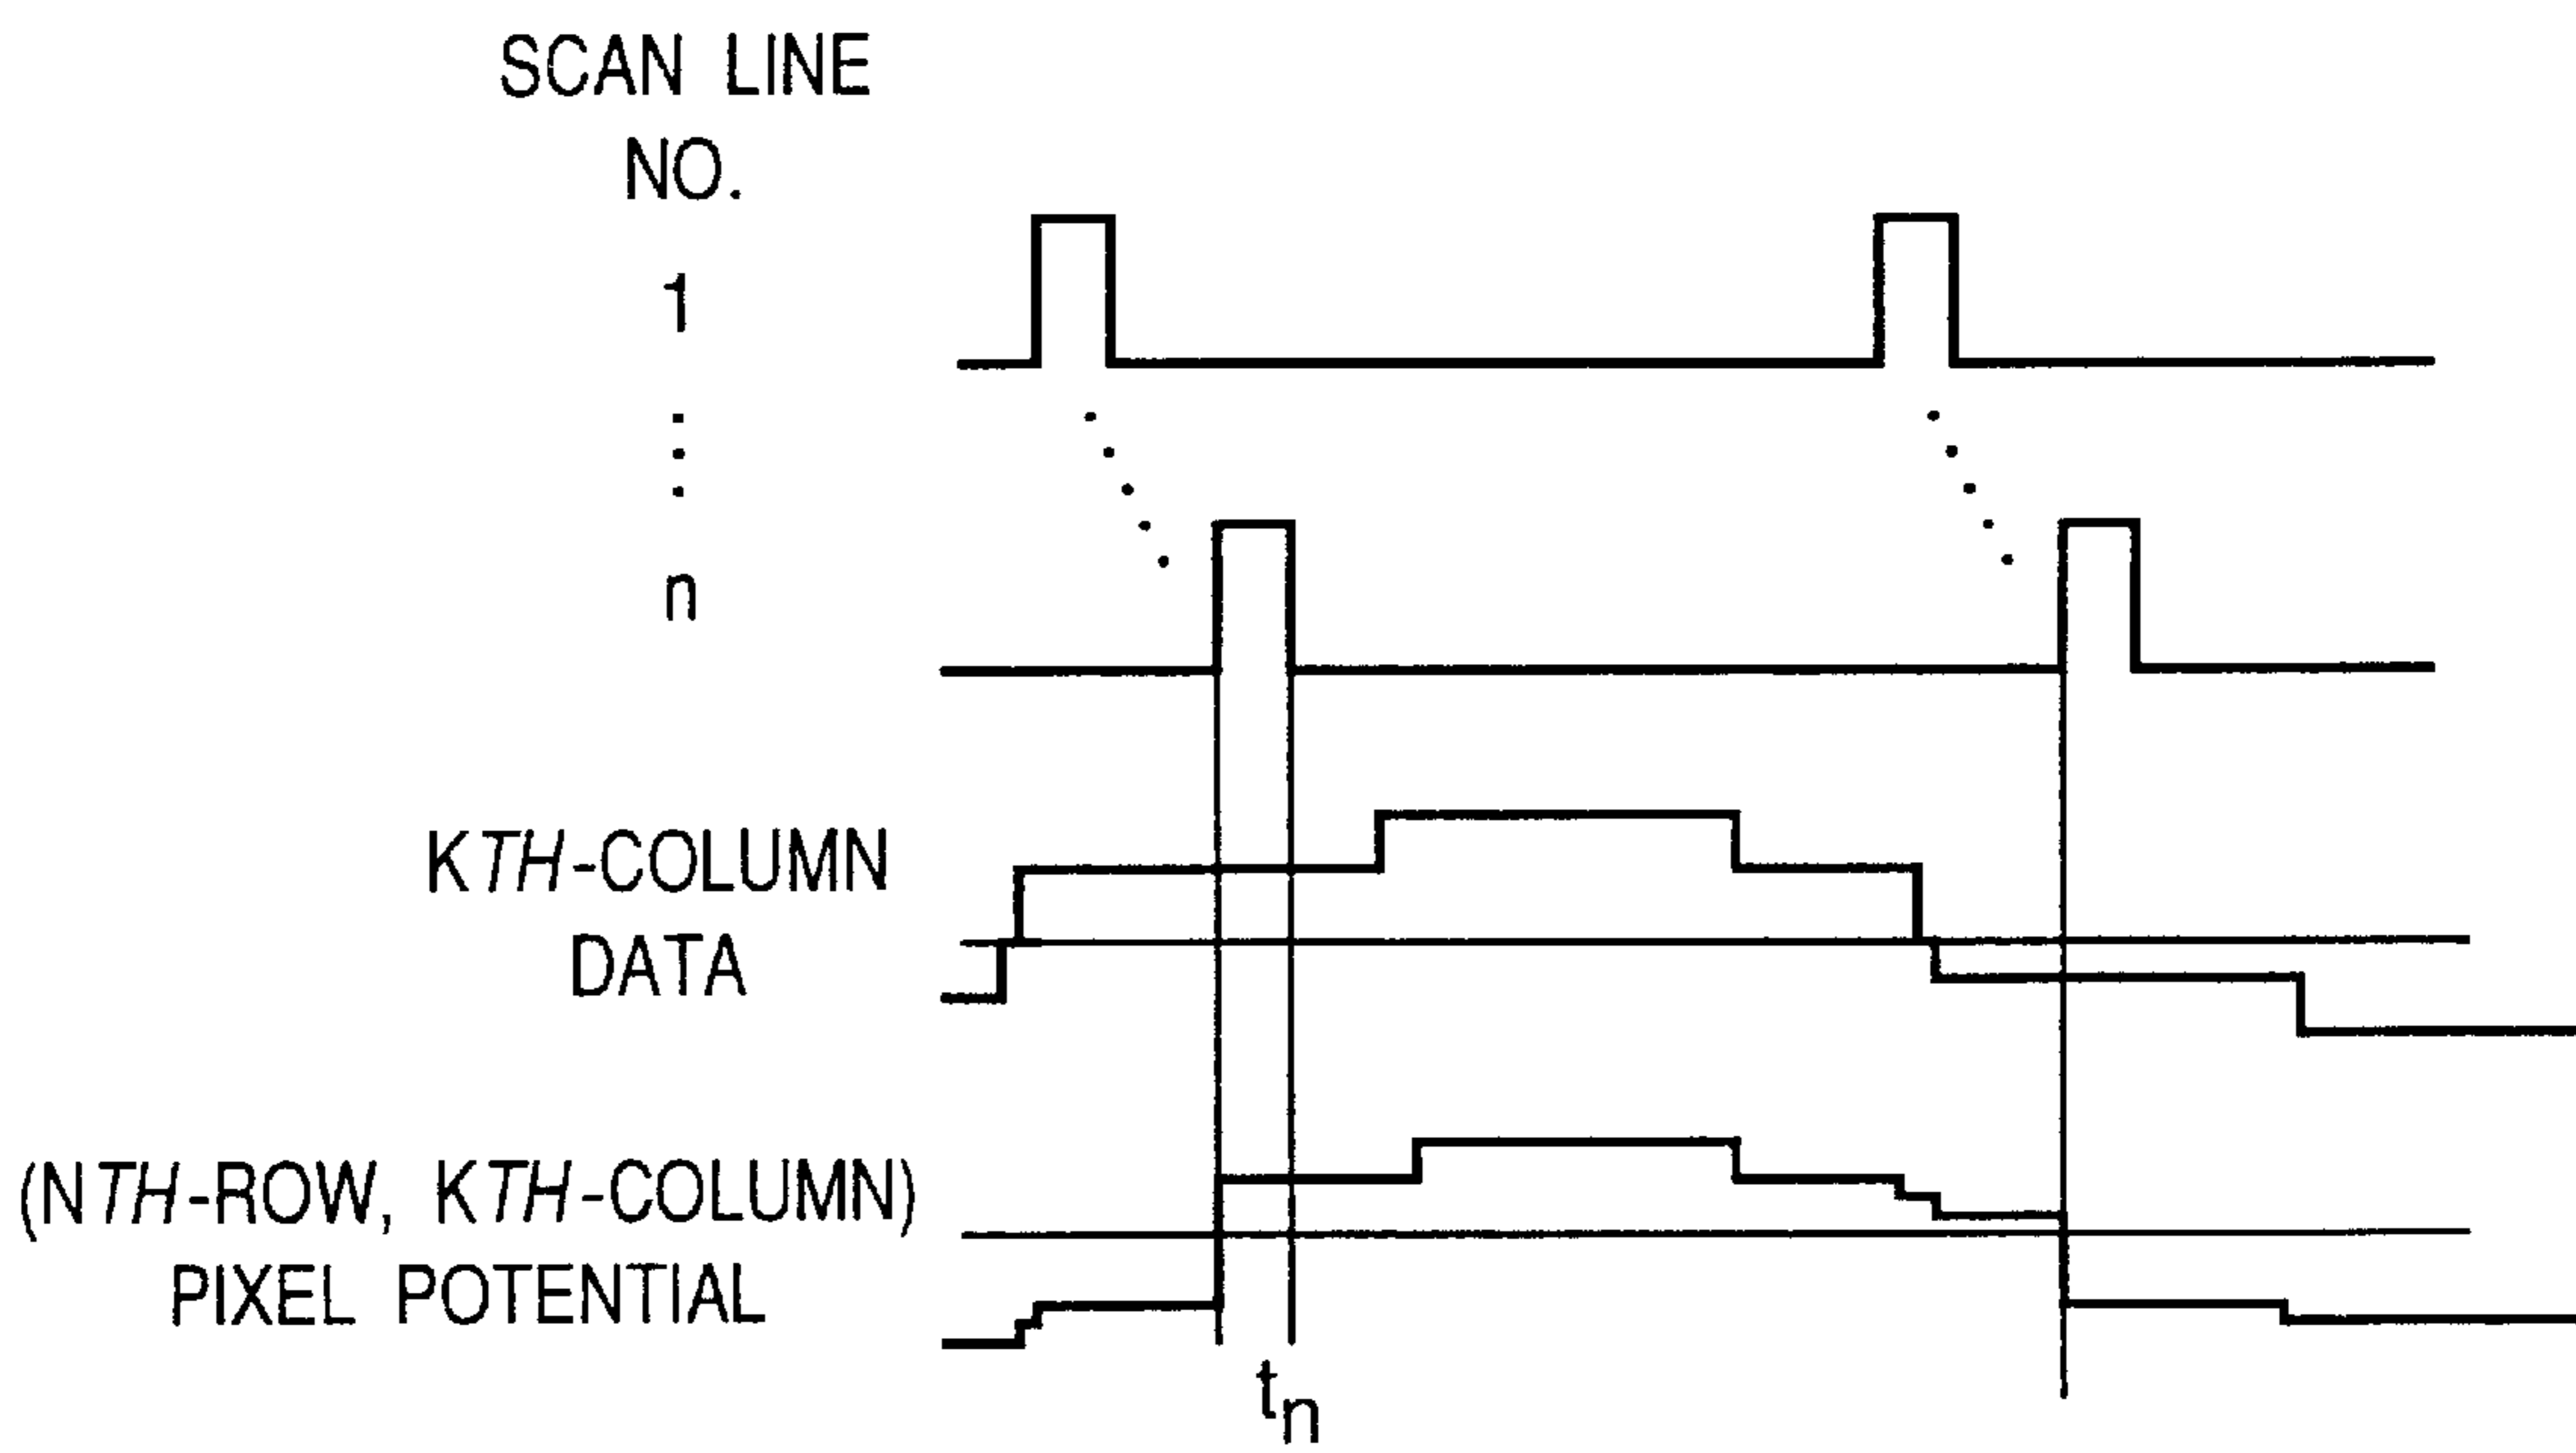 SCAN LINE
NO.
1
n
KTH-COLUMN
DATA
(NTH-ROW, KTH-COLUMN)
PIXEL POTENTIAL
tn